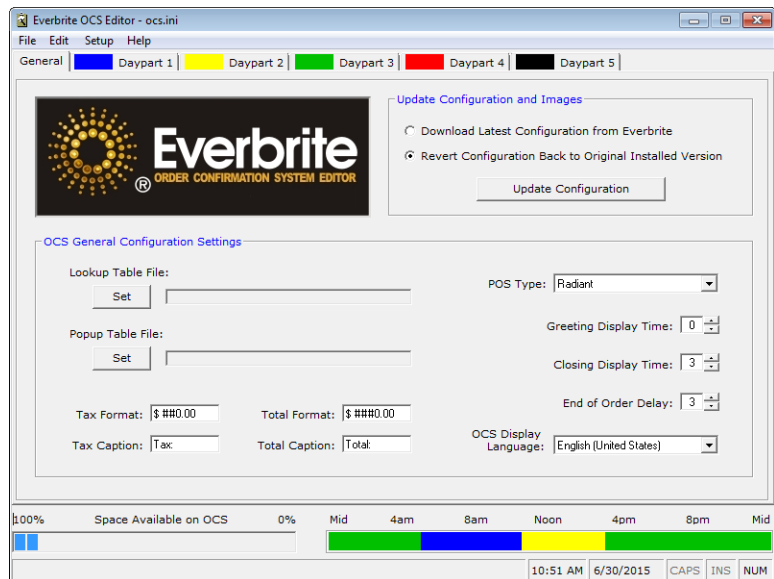 Everbrite OCS Editor - ocs.ini
File Edit Setup Help
General Daypart 1 Daypart 2 Daypart 3 Daypart 4 Daypart 5
Everbrite
®
ORDER CONFIRMATION SYSTEM EDITOR
Update Configuration and Images
Download Latest Configuration from Everbrite
Revert Configuration Back to Original Installed Version
Update Configuration
OCS General Configuration Settings
Lookup Table File:
Set
Popup Table File:
Set
Tax Format: $ ##0.00 Total Format: $ ###0.00
Tax Caption: Tax: Total Caption: Total:
POS Type: Radiant
Greeting Display Time: 0
Closing Display Time: 3
End of Order Delay: 3
OCS Display
Language: English (United States)
100% Space Available on OCS 0% Mid 4am 8am Noon 4pm 8pm Mid
10:51 AM 6/30/2015 CAPS INS NUM